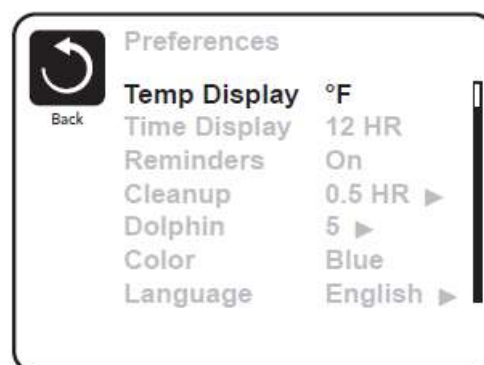 Preferences
Back
Temp Display °F
Time Display 12 HR
Reminders On
Cleanup 0.5 HR ▶
Dolphin 5 ▶
Color Blue
Language English ▶